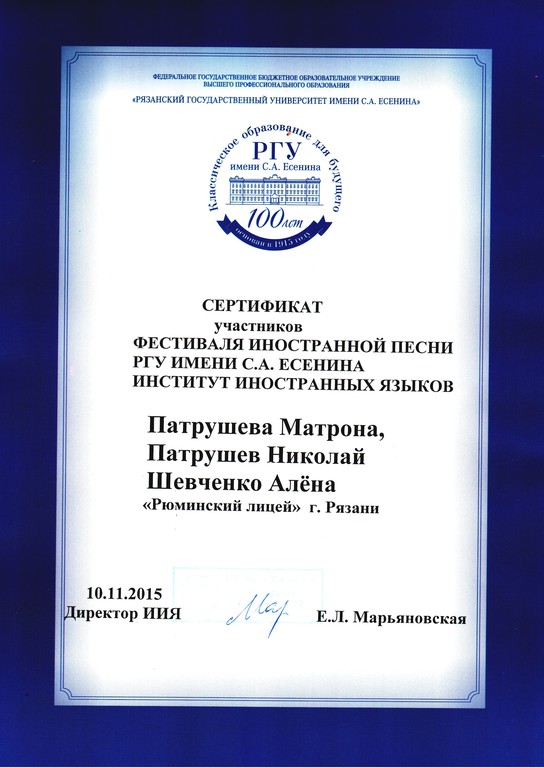 ФЕДЕРАЛЬНОЕ ГОСУДАРСТВЕННОЕ БЮДЖЕТНОЕ ОБРАЗОВАТЕЛЬНОЕ УЧРЕЖДЕНИЕ
ВЫСШЕГО ПРОФЕССИОНАЛЬНОГО ОБРАЗОВАНИЯ
«РЯЗАНСКИЙ ГОСУДАРСТВЕННЫЙ УНИВЕРСИТЕТ ИМЕНИ С.А. ЕСЕНИНА»
Классическое образование для будущего
РГУ
имени С.А. Есенина
100 лет
основан в 1915 году
СЕРТИФИКАТ
участников
ФЕСТИВАЛЯ ИНОСТРАННОЙ ПЕСНИ
РГУ ИМЕНИ С.А. ЕСЕНИНА
ИНСТИТУТ ИНОСТРАННЫХ ЯЗЫКОВ
Патрушева Матрона,
Патрушев Николай
Шевченко Алёна
«Рюминский лицей» г. Рязани
10.11.2015
Директор ИИЯ Е.Л. Марьяновская